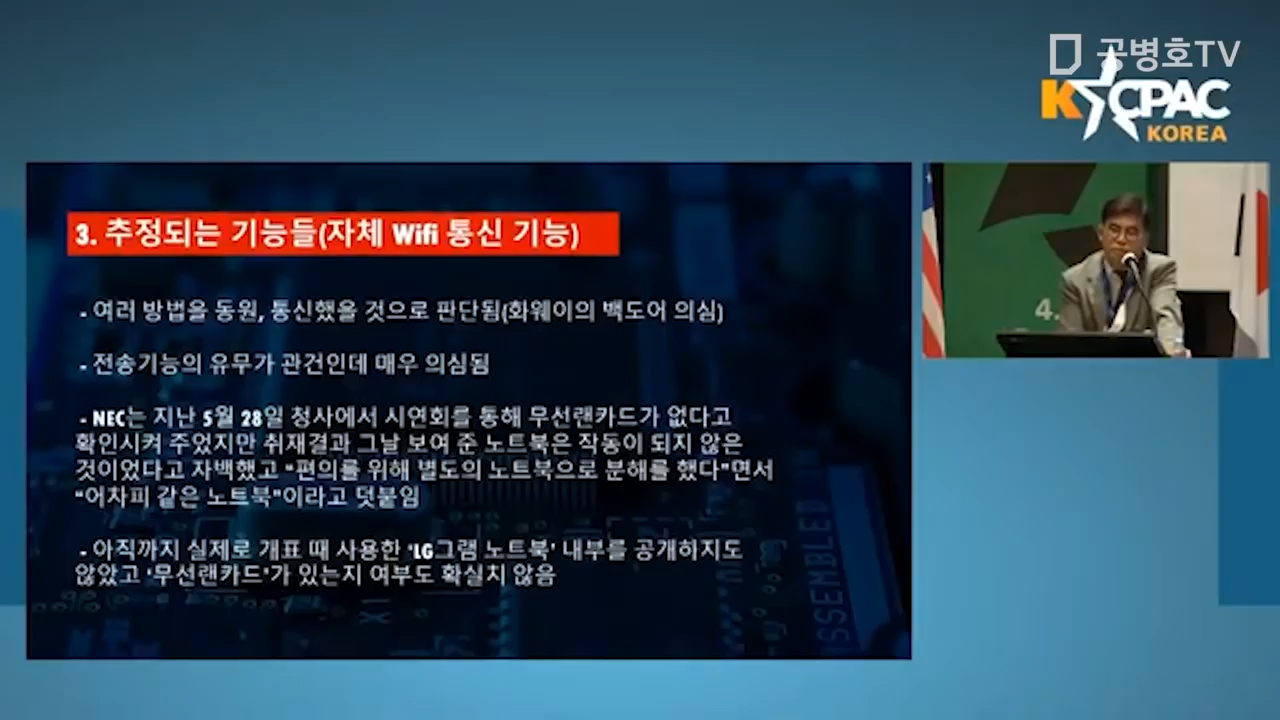 공병호TV
K CPAC
KOREA
3. 추정되는 기능들(자체 Wifi 통신 기능)
- 여러 방법을 동원, 통신했을 것으로 판단됨(화웨이의 백도어 의심)
- 전송기능의 유무가 관건인데 매우 의심됨
- NEC는 지난 5월 28일 청사에서 시연회를 통해 무선랜카드가 없다고
확인시켜 주었지만 취재결과 그날 보여 준 노트북은 작동이 되지 않은
것이었다고 자백했고 “편의를 위해 별도의 노트북으로 분해를 했다”면서
“어차피 같은 노트북”이라고 덧붙임
- 아직까지 실제로 개표 때 사용한 ‘LG그램 노트북’ 내부를 공개하지도
않았고 ‘무선랜카드’가 있는지 여부도 확실치 않음
4.
ASSEMBLED IN
X1